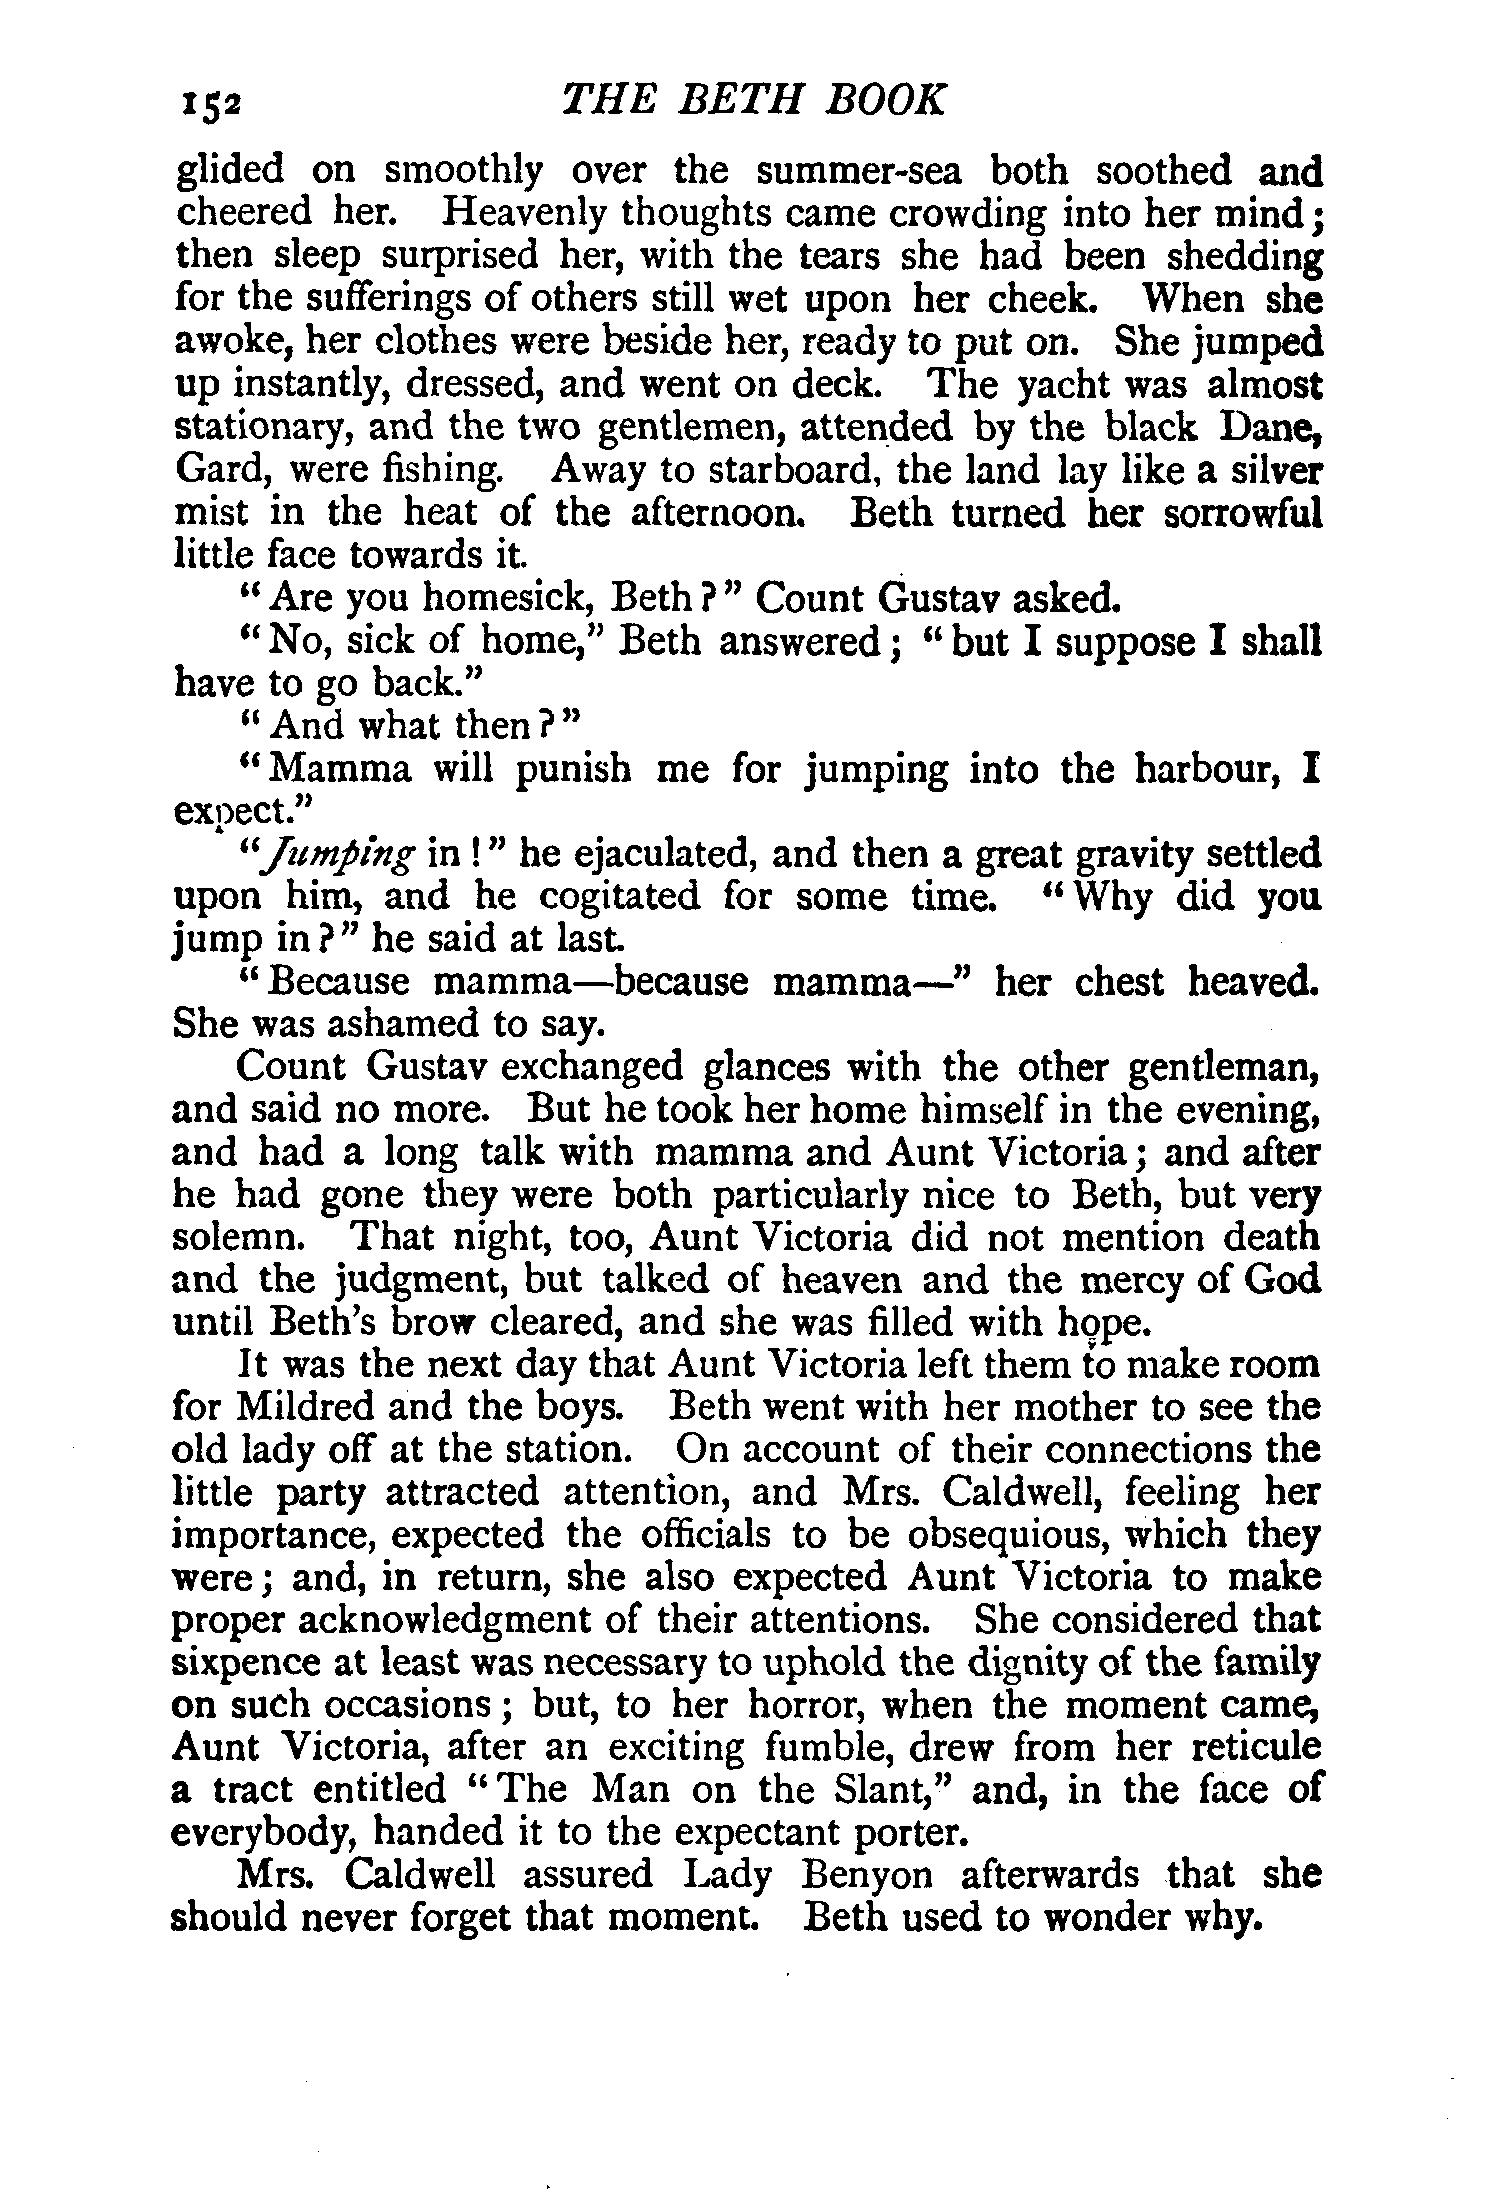 152 THE BETH BOOK
glided on smoothly over the summer-sea both soothed and
cheered her. Heavenly thoughts came crowding into her mind;
then sleep surprised her, with the tears she had been shedding
for the sufferings of others still wet upon her cheek. When she
awoke, her clothes were beside her, ready to put on. She jumped
up instantly, dressed, and went on deck. The yacht was almost
stationary, and the two gentlemen, attended by the black Dane,
Gard, were fishing. Away to starboard, the land lay like a silver
mist in the heat of the afternoon. Beth turned her sorrowful
little face towards it.
"Are you homesick, Beth?" Count Gustav asked.
"No, sick of home," Beth answered; "but I suppose I shall
have to go back."
"And what then?"
"Mamma will punish me for jumping into the harbour, I
expect."
"Jumping in!" he ejaculated, and then a great gravity settled
upon him, and he cogitated for some time. "Why did you
jump in?" he said at last.
"Because mamma—because mamma—" her chest heaved.
She was ashamed to say.
Count Gustav exchanged glances with the other gentleman,
and said no more. But he took her home himself in the evening,
and had a long talk with mamma and Aunt Victoria; and after
he had gone they were both particularly nice to Beth, but very
solemn. That night, too, Aunt Victoria did not mention death
and the judgment, but talked of heaven and the mercy of God
until Beth's brow cleared, and she was filled with hope.
It was the next day that Aunt Victoria left them to make room
for Mildred and the boys. Beth went with her mother to see the
old lady off at the station. On account of their connections the
little party attracted attention, and Mrs. Caldwell, feeling her
importance, expected the officials to be obsequious, which they
were; and, in return, she also expected Aunt Victoria to make
proper acknowledgment of their attentions. She considered that
sixpence at least was necessary to uphold the dignity of the family
on such occasions; but, to her horror, when the moment came,
Aunt Victoria, after an exciting fumble, drew from her reticule
a tract entitled "The Man on the Slant," and, in the face of
everybody, handed it to the expectant porter.
Mrs. Caldwell assured Lady Benyon afterwards that she
should never forget that moment. Beth used to wonder why.